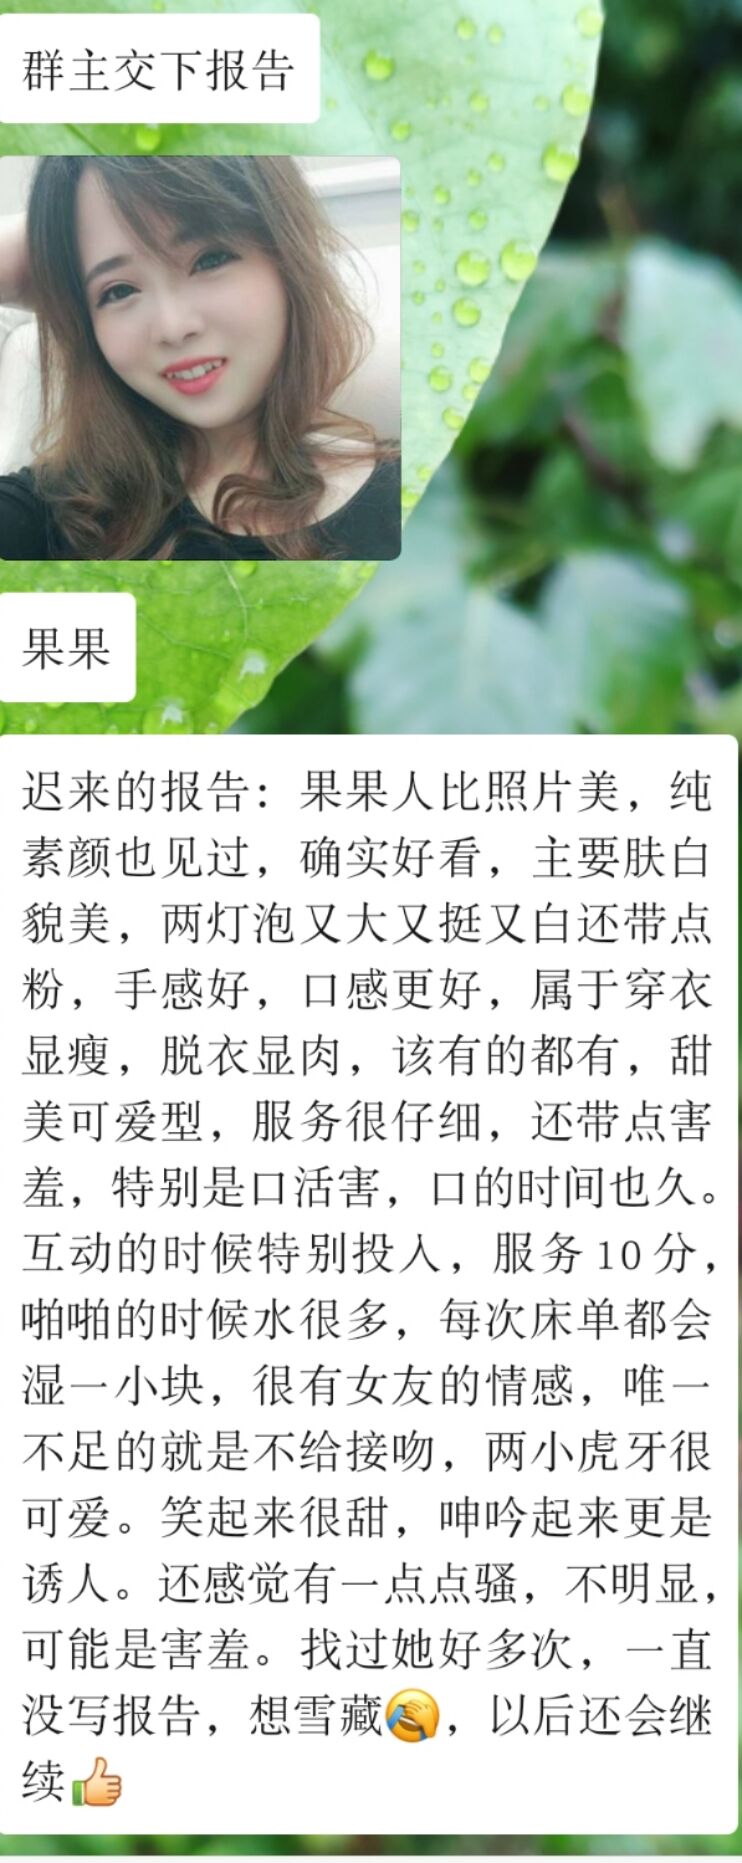 群主交下报告
果果
迟来的报告：果果人比照片美，纯
素颜也见过，确实好看，主要肤白
貌美，两灯泡又大又挺又白还带点
粉，手感好，口感更好，属于穿衣
显瘦，脱衣显肉，该有的都有，甜
美可爱型，服务很仔细，还带点害
羞，特别是口活害，口的时间也久。
互动的时候特别投入，服务10分，
啪啪的时候水很多，每次床单都会
湿一小块，很有女友的情感，唯一
不足的就是不给接吻，两小虎牙很
可爱。笑起来很甜，呻吟起来更是
诱人。还感觉有一点点骚，不明显，
可能是害羞。找过她好多次，一直
没写报告，想雪藏🤦，以后还会继
续👍